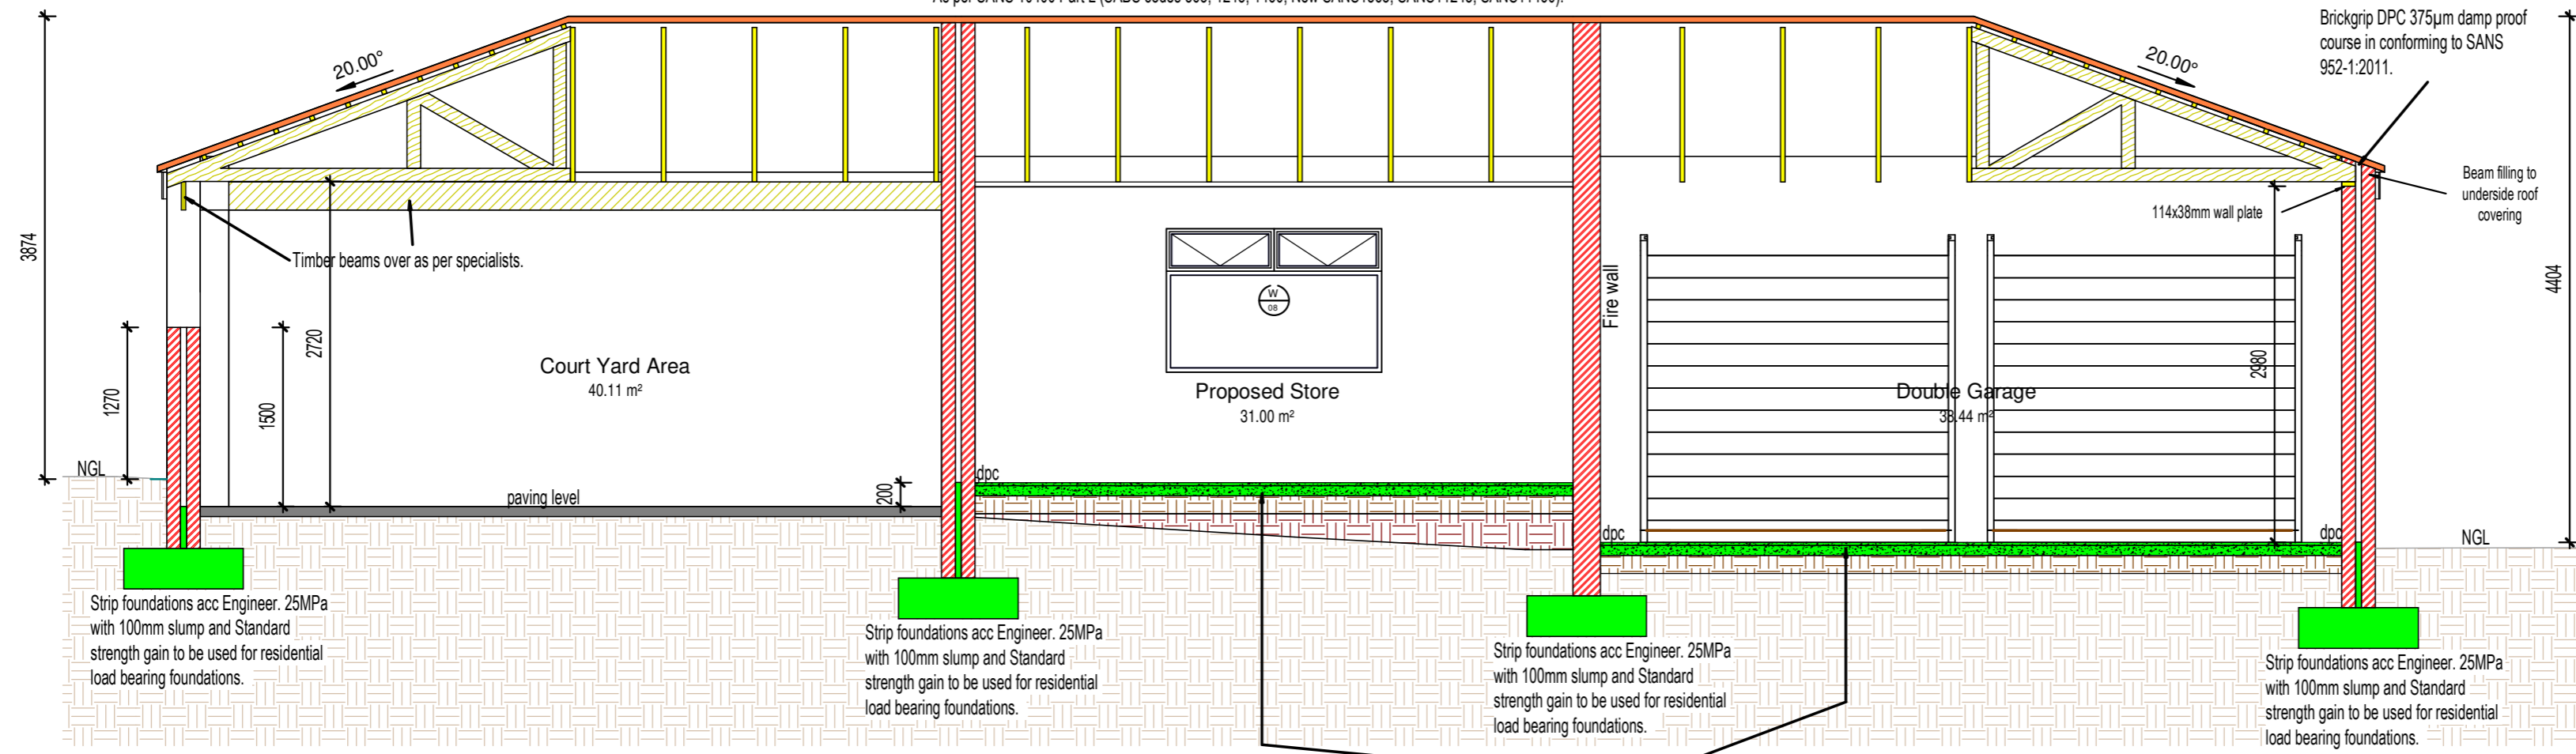 20.00°
20.00°
Brickgrip DPC 375µm damp proof
course in conforming to SANS
952-1:2011.
Beam filling to
underside roof
covering
114x38mm wall plate
3874
4404
Timber beams over as per specialists.
W
08
Fire wall
1270
1500
2720
2980
Court Yard Area
40.11 m²
Proposed Store
31.00 m²
Double Garage
m²
NGL
paving level
200
dpc
dpc
dpc
NGL
Strip foundations acc Engineer. 25MPa
with 100mm slump and Standard
strength gain to be used for residential
load bearing foundations.
Strip foundations acc Engineer. 25MPa
with 100mm slump and Standard
strength gain to be used for residential
load bearing foundations.
Strip foundations acc Engineer. 25MPa
with 100mm slump and Standard
strength gain to be used for residential
load bearing foundations.
Strip foundations acc Engineer. 25MPa
with 100mm slump and Standard
strength gain to be used for residential
load bearing foundations.